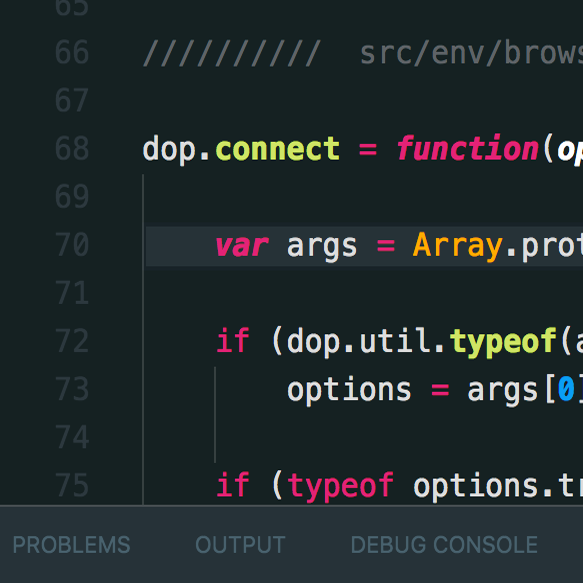 65
66 ////////// src/env/brows
67
68 dop.connect = function(op
69
70 var args = Array.prot
71
72 if (dop.util.typeof(a
73 options = args[0]
74
75 if (typeof options.tr
PROBLEMS OUTPUT DEBUG CONSOLE